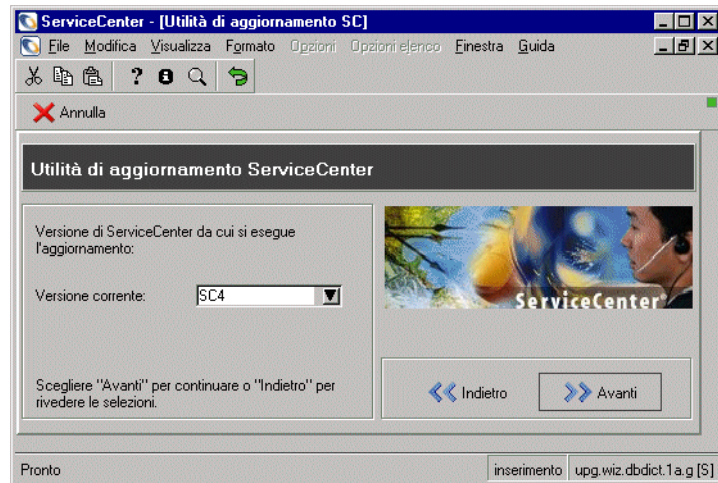 ServiceCenter - [Utilità di aggiornamento SC]
File Modifica Visualizza Formato Opzioni Opzioni elenco Finestra Guida
Annulla
Utilità di aggiornamento ServiceCenter
Versione di ServiceCenter da cui si esegue
l'aggiornamento:
Versione corrente: SC4
ServiceCenter®
Scegliere "Avanti" per continuare o "Indietro" per
rivedere le selezioni.
Indietro Avanti
Pronto inserimento upg.wiz.dbdict.1a.g [S]